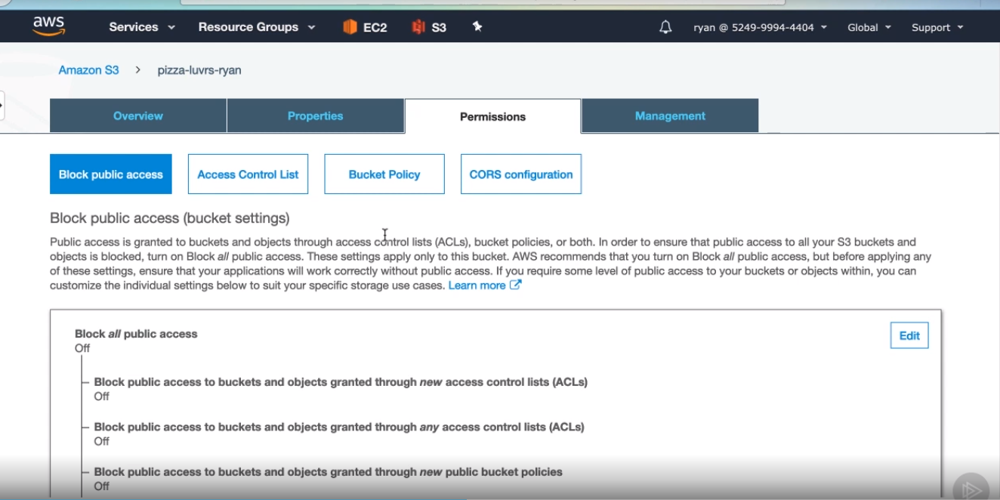 aws
Services
Resource Groups
EC2
S3
ryan @ 5249-9994-4404
Global
Support
Amazon S3 > pizza-luvrs-ryan
Overview
Properties
Permissions
Management
Block public access
Access Control List
Bucket Policy
CORS configuration
Block public access (bucket settings)
Public access is granted to buckets and objects through access control lists (ACLs), bucket policies, or both. In order to ensure that public access to all your S3 buckets and
objects is blocked, turn on Block all public access. These settings apply only to this bucket. AWS recommends that you turn on Block all public access, but before applying any
of these settings, ensure that your applications will work correctly without public access. If you require some level of public access to your buckets or objects within, you can
customize the individual settings below to suit your specific storage use cases. Learn more
Block all public access
Edit
Off
Block public access to buckets and objects granted through new access control lists (ACLs)
Off
Block public access to buckets and objects granted through any access control lists (ACLs)
Off
Block public access to buckets and objects granted through new public bucket policies
Off